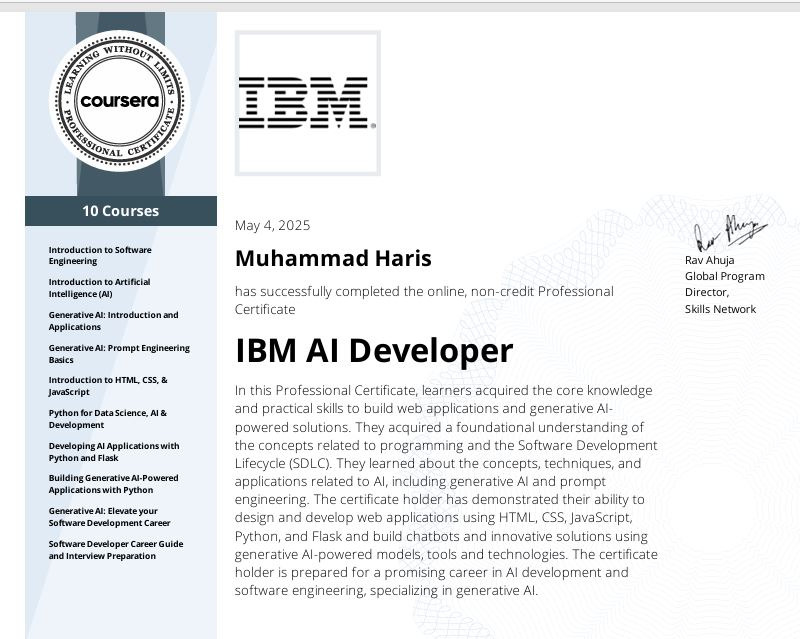 LEARNING WITHOUT LIMITS
coursera
PROFESSIONAL CERTIFICATE
IBM®
10 Courses
Introduction to Software
Engineering
Introduction to Artificial
Intelligence (AI)
Generative AI: Introduction and
Applications
Generative AI: Prompt Engineering
Basics
Introduction to HTML, CSS, &
JavaScript
Python for Data Science, AI &
Development
Developing AI Applications with
Python and Flask
Building Generative AI-Powered
Applications with Python
Generative AI: Elevate your
Software Development Career
Software Developer Career Guide
and Interview Preparation
May 4, 2025
Muhammad Haris
has successfully completed the online, non-credit Professional
Certificate
IBM AI Developer
In this Professional Certificate, learners acquired the core knowledge
and practical skills to build web applications and generative AI-
powered solutions. They acquired a foundational understanding of
the concepts related to programming and the Software Development
Lifecycle (SDLC). They learned about the concepts, techniques, and
applications related to AI, including generative AI and prompt
engineering. The certificate holder has demonstrated their ability to
design and develop web applications using HTML, CSS, JavaScript,
Python, and Flask and build chatbots and innovative solutions using
generative AI-powered models, tools and technologies. The certificate
holder is prepared for a promising career in AI development and
software engineering, specializing in generative AI.
Rav Ahuja
Rav Ahuja
Global Program
Director,
Skills Network